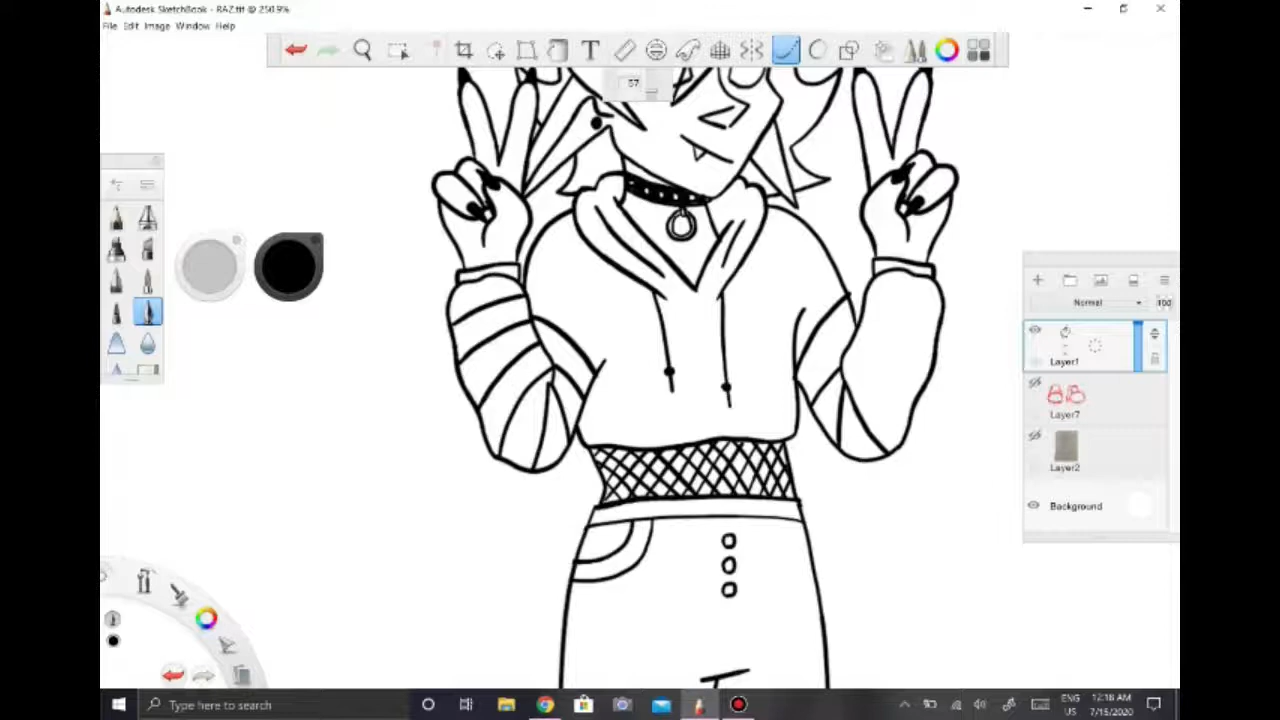 Autodesk SketchBook - RAZ.tif @ 250.9%
File Edit Image Window Help
T
57
Normal
100
Layer1
Layer7
Layer2
Background
Type here to search
ENG
US
12:18 AM
7/15/2020